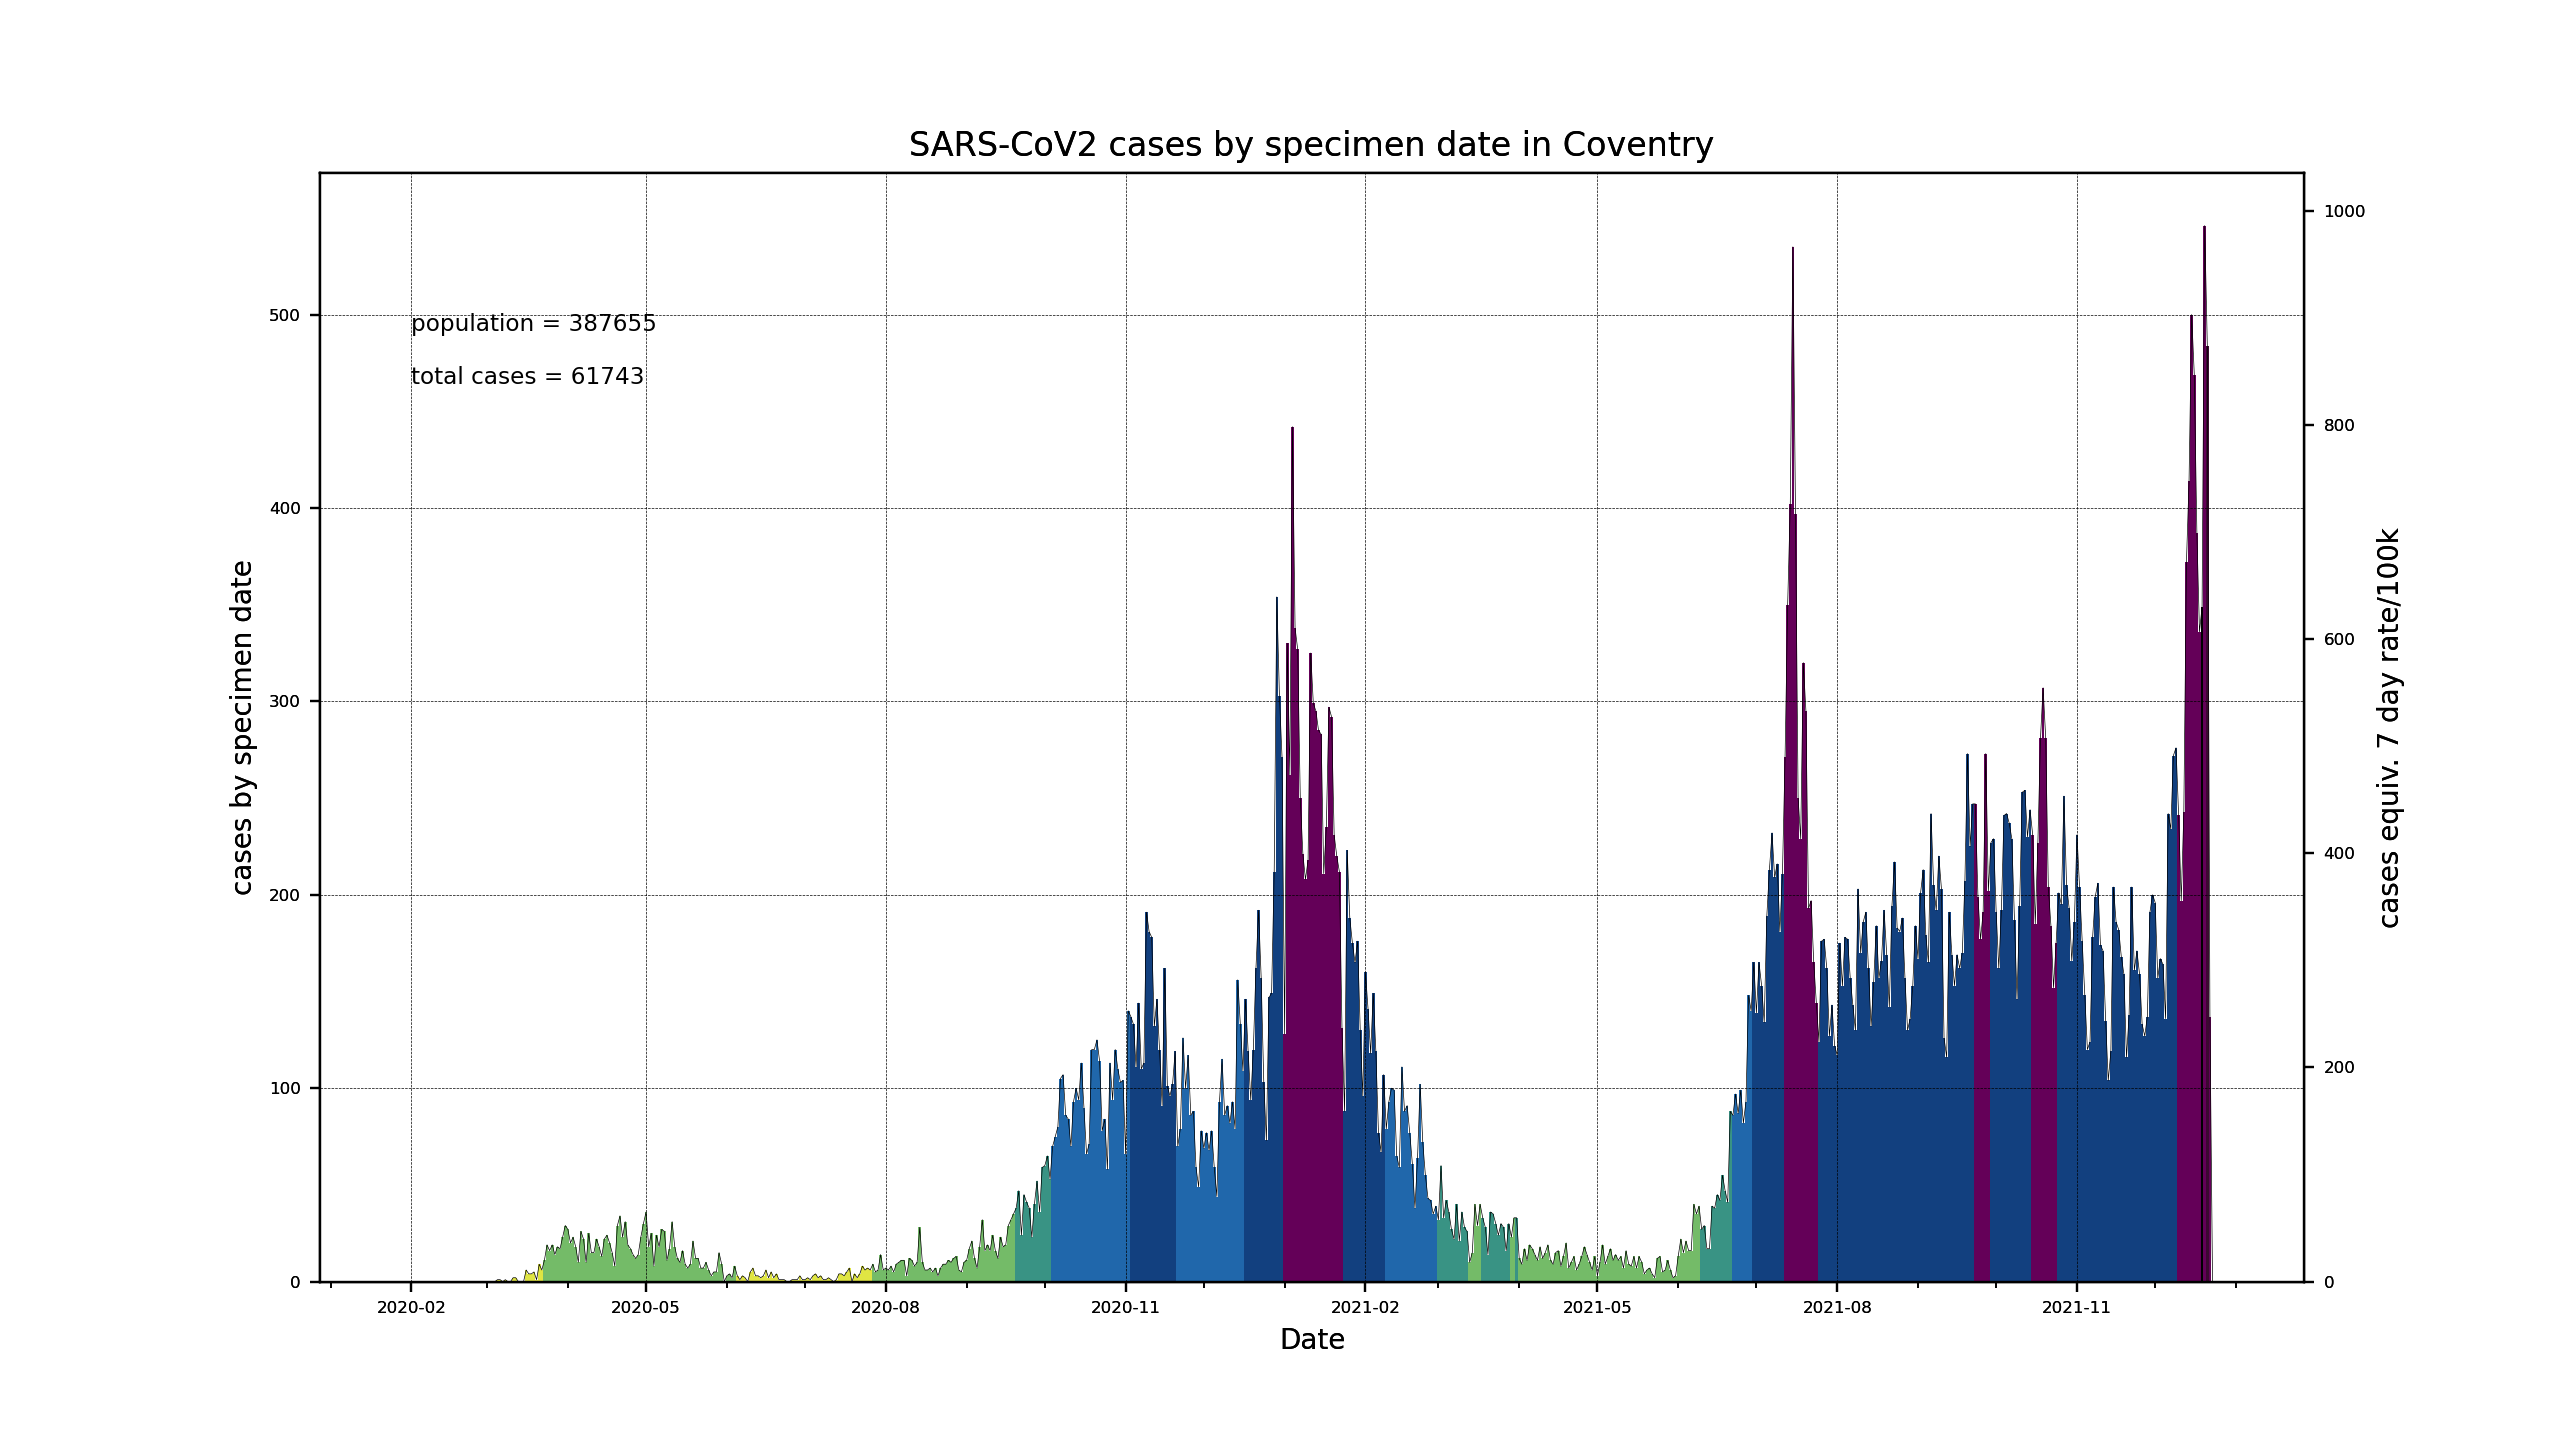 SARS-CoV2 cases by specimen date in Coventry
population = 387655
total cases = 61743
cases by specimen date
500
400
300
200
100
0
1000
800
600
400
200
0
cases equiv. 7 day rate/100k
2020-02 2020-05 2020-08 2020-11 2021-02 2021-05 2021-08 2021-11
Date